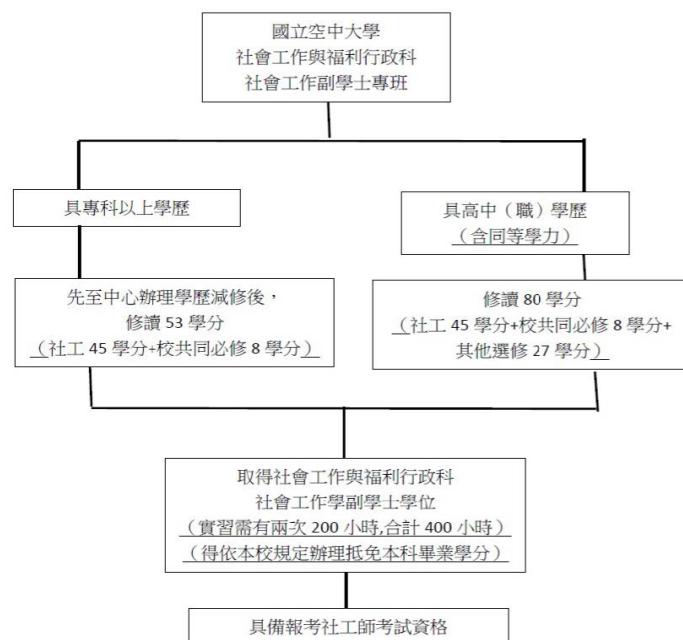 國立空中大學
社會工作與福利行政科
社會工作副學士專班
具專科以上學歷
具高中（職）學歷
（含同等學力）
先至中心辦理學歷減修後，
修讀 53 學分
（社工 45 學分+校共同必修 8 學分）
修讀 80 學分
（社工 45 學分+校共同必修 8 學分+
其他選修 27 學分）
取得社會工作與福利行政科
社會工作學副學士學位
（實習需有兩次 200 小時,合計 400 小時）
（得依本校規定辦理抵免本科畢業學分）
具備報考社工師考試資格